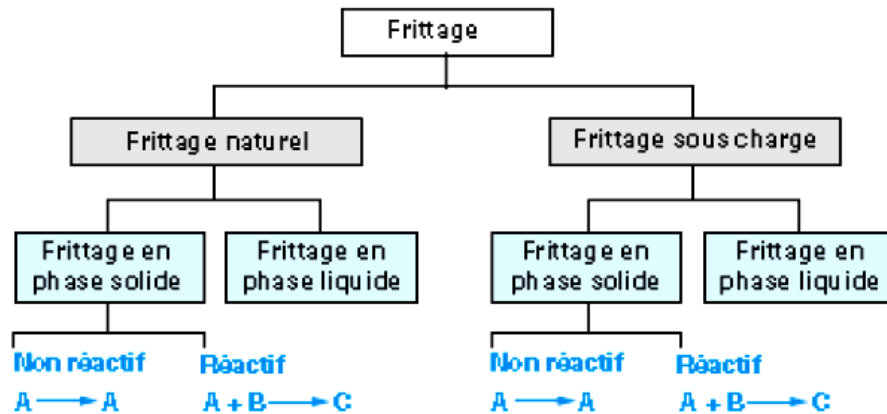 Frittage
Frittage naturel
Frittage sous charge
Frittage en
phase solide
Frittage en
phase liquide
Frittage en
phase solide
Frittage en
phase liquide
Non réactif
Réactif
Non réactif
Réactif
A → A
A + B → C
A → A
A + B → C